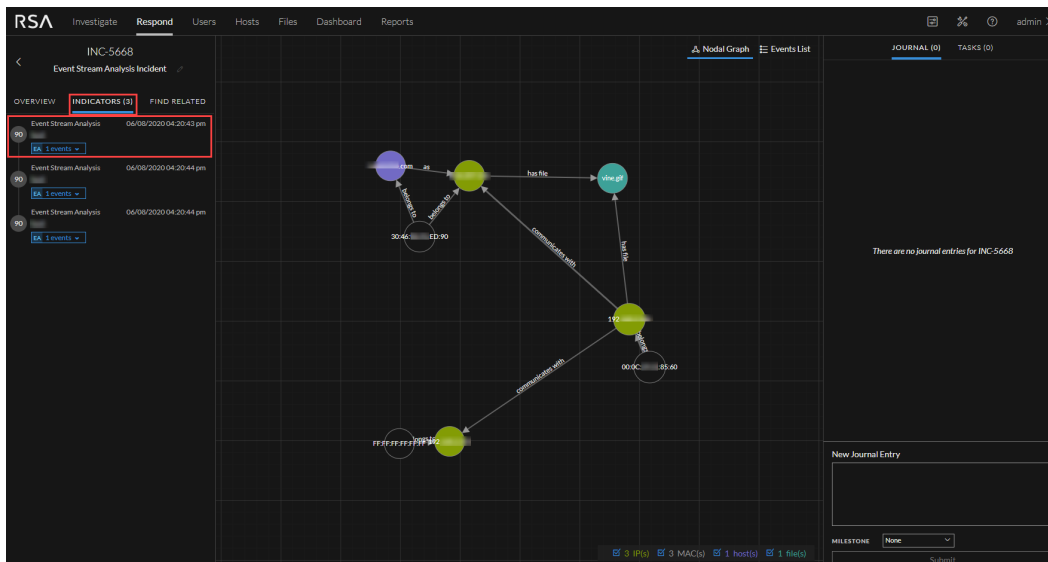 RSA Investigate Respond Users Hosts Files Dashboard Reports admin
INC-5668
Event Stream Analysis Incident
OVERVIEW INDICATORS (3) FIND RELATED
90
Event Stream Analysis 06/08/2020 04:20:43 pm
EA 1 events
90
Event Stream Analysis 06/08/2020 04:20:44 pm
EA 1 events
90
Event Stream Analysis 06/08/2020 04:20:44 pm
EA 1 events
Nodal Graph Events List
.com
as
has file
vine.gif
belongs to
belongs to
30:46: ED:90
communicates with
has file
192
belongs
00:0C: :85:60
communicates with
FF:FF:FF:FF:FF:FF
192
3 IP(s) 3 MAC(s) 1 host(s) 1 file(s)
JOURNAL (0) TASKS (0)
There are no journal entries for INC-5668
New Journal Entry
MILESTONE None
Submit